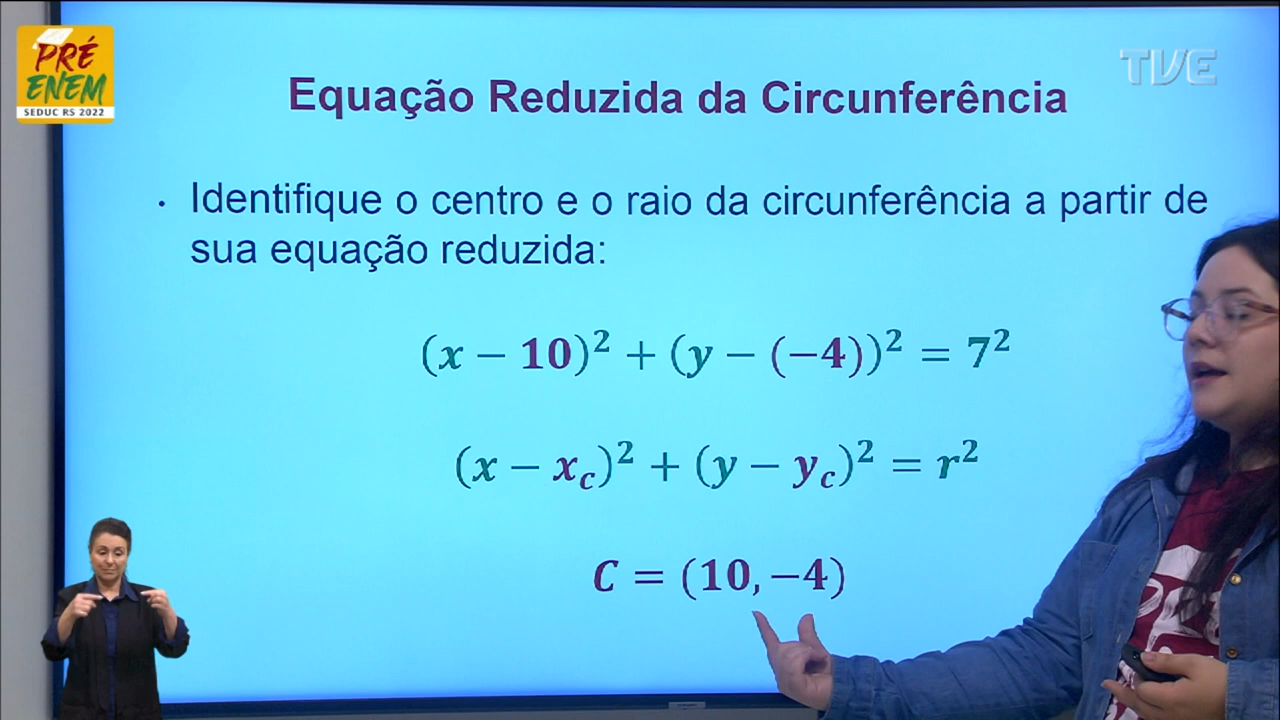 PRÉ
ENEM
SEDUC RS 2022
TVE
Equação Reduzida da Circunferência
• Identifique o centro e o raio da circunferência a partir de
sua equação reduzida:
(x − 10)² + (y − (−4))² = 7²
(x − x_c)² + (y − y_c)² = r²
C = (10, −4)